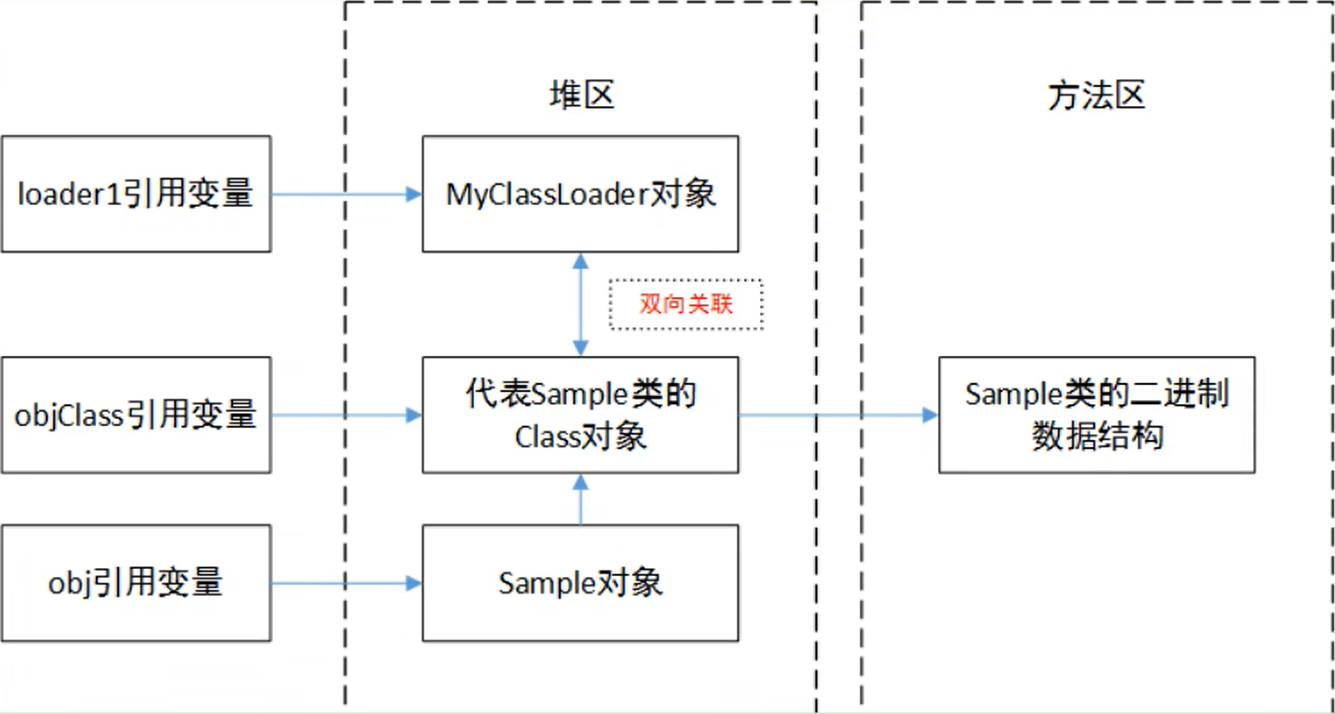 堆区
方法区
loader1引用变量
MyClassLoader对象
双向关联
objClass引用变量
代表Sample类的
Class对象
Sample类的二进制
数据结构
obj引用变量
Sample对象